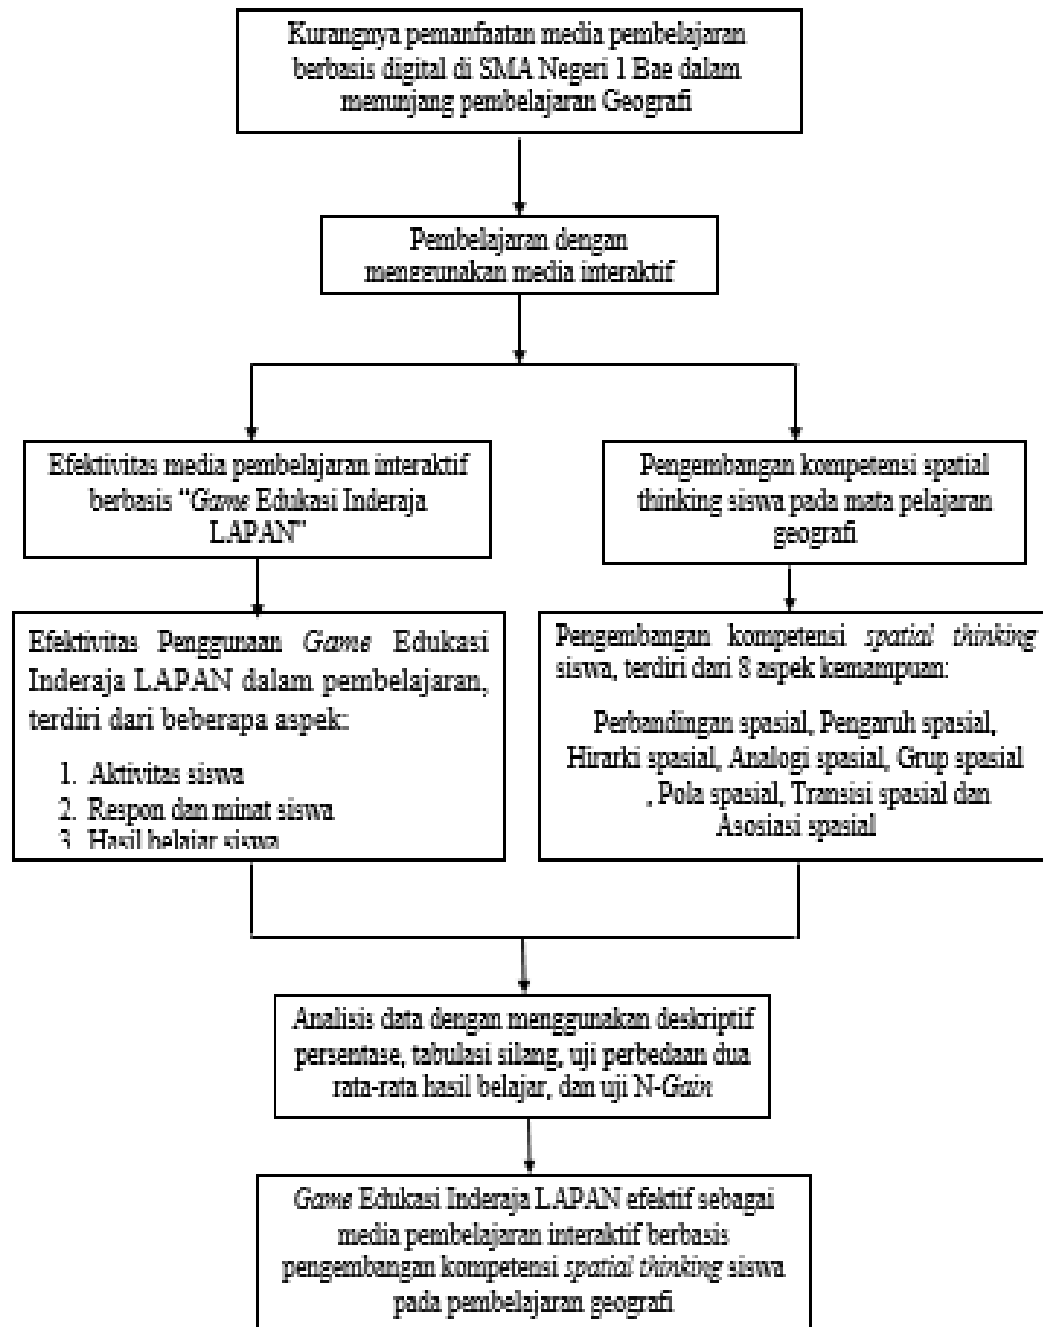 Kurangnya pemanfaatan media pembelajaran
berbasis digital di SMA Negeri 1 Bae dalam
menunjang pembelajaran Geografi
Pembelajaran dengan
menggunakan media interaktif
Efektivitas media pembelajaran interaktif
berbasis “Game Edukasi Inderaja
LAPAN”
Pengembangan kompetensi spatial
thinking siswa pada mata pelajaran
geografi
Efektivitas Penggunaan Game Edukasi
Inderaja LAPAN dalam pembelajaran,
terdiri dari beberapa aspek:
1. Aktivitas siswa
2. Respon dan minat siswa
3. Hasil belajar siswa
Pengembangan kompetensi spatial thinking
siswa, terdiri dari 8 aspek kemampuan:
Perbandingan spasial, Pengaruh spasial,
Hirarki spasial, Analogi spasial, Grup spasial
, Pola spasial, Transisi spasial dan
Asosiasi spasial
Analisis data dengan menggunakan deskriptif
persentase, tabulasi silang, uji perbedaan dua
rata-rata hasil belajar, dan uji N-Gain
Game Edukasi Inderaja LAPAN efektif sebagai
media pembelajaran interaktif berbasis
pengembangan kompetensi spatial thinking siswa
pada pembelajaran geografi